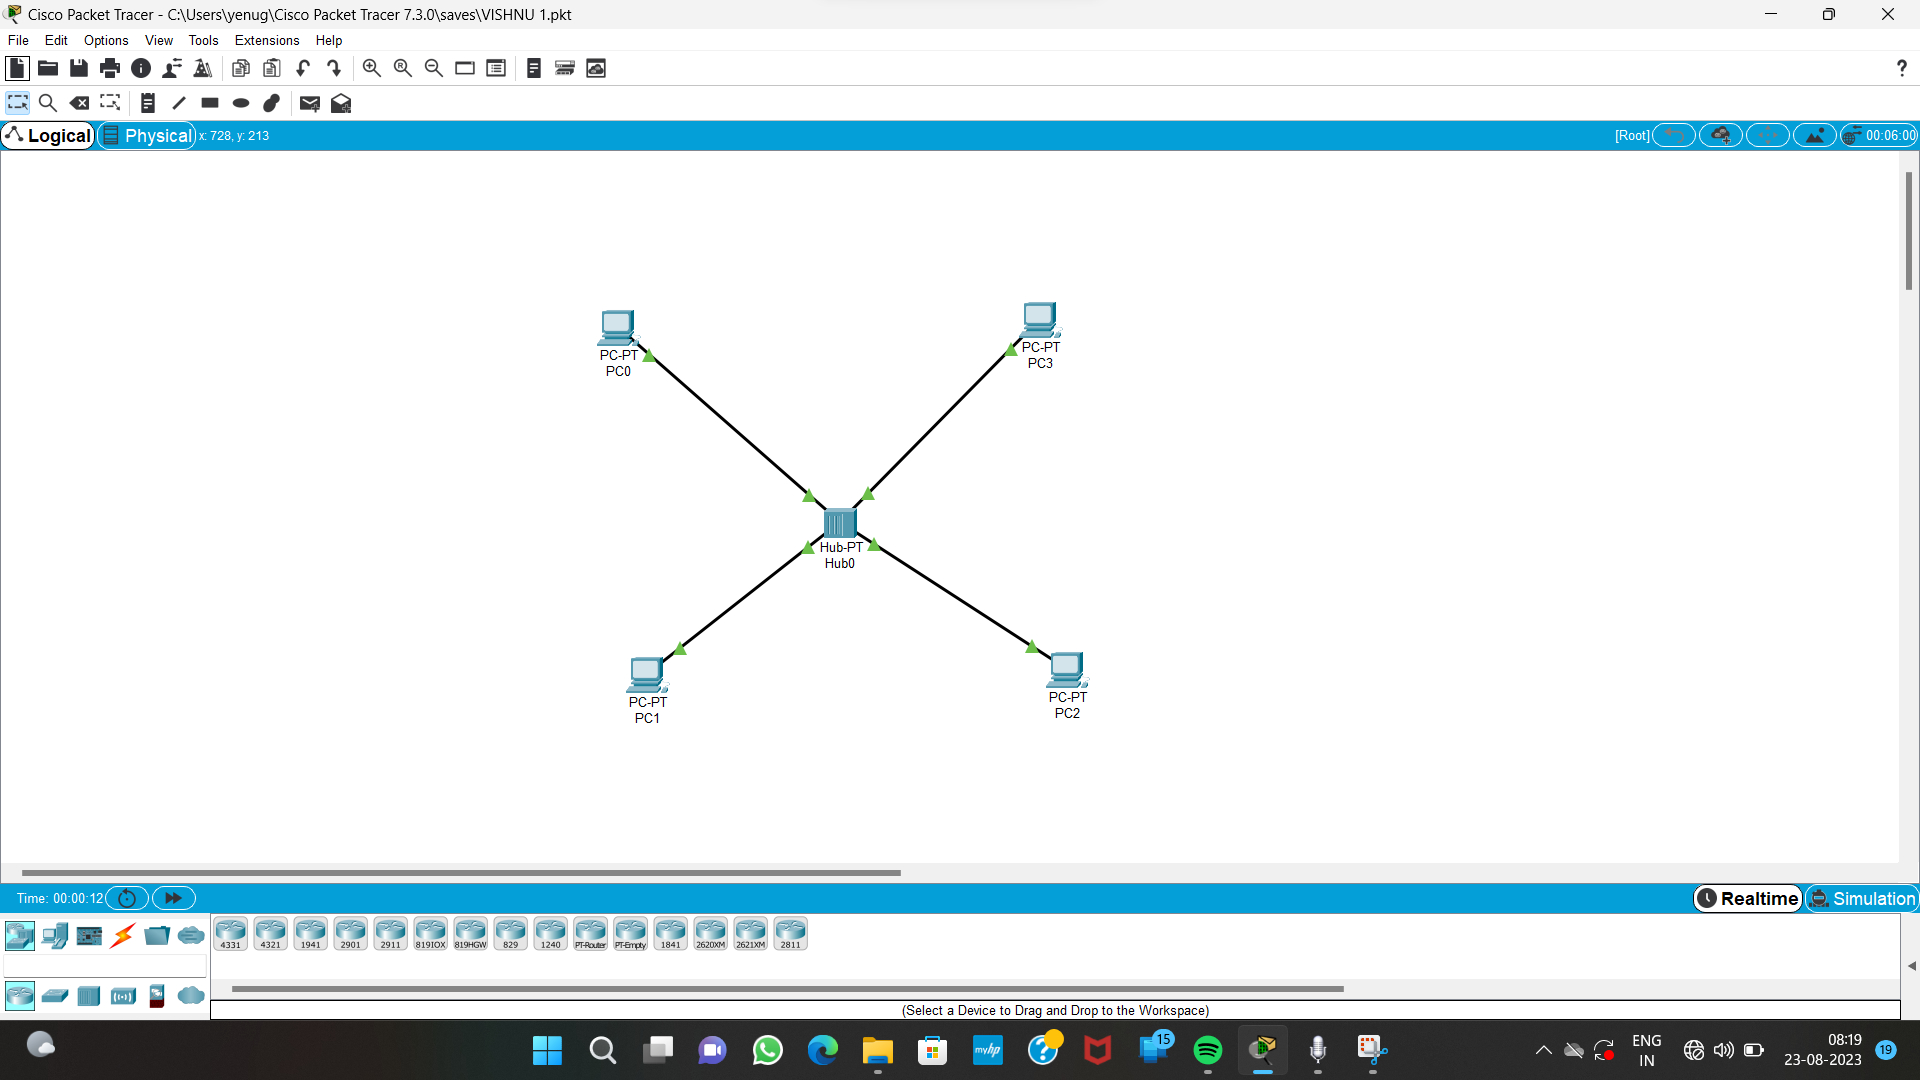 Cisco Packet Tracer - C:\Users\yenug\Cisco Packet Tracer 7.3.0\saves\VISHNU 1.pkt
File Edit Options View Tools Extensions Help
?
Logical Physical x: 728, y: 213 [Root] 00:06:00
PC-PT
PC0
PC-PT
PC3
Hub-PT
Hub0
PC-PT
PC1
PC-PT
PC2
Time: 00:00:12 Realtime Simulation
4331 4321 1941 2901 2911 819IOX 819HGW 829 1240 PT-Router PT-Empty 1841 2620XM 2621XM 2811
(Select a Device to Drag and Drop to the Workspace)
myhp
?
15
ENG
IN
08:19
23-08-2023
19